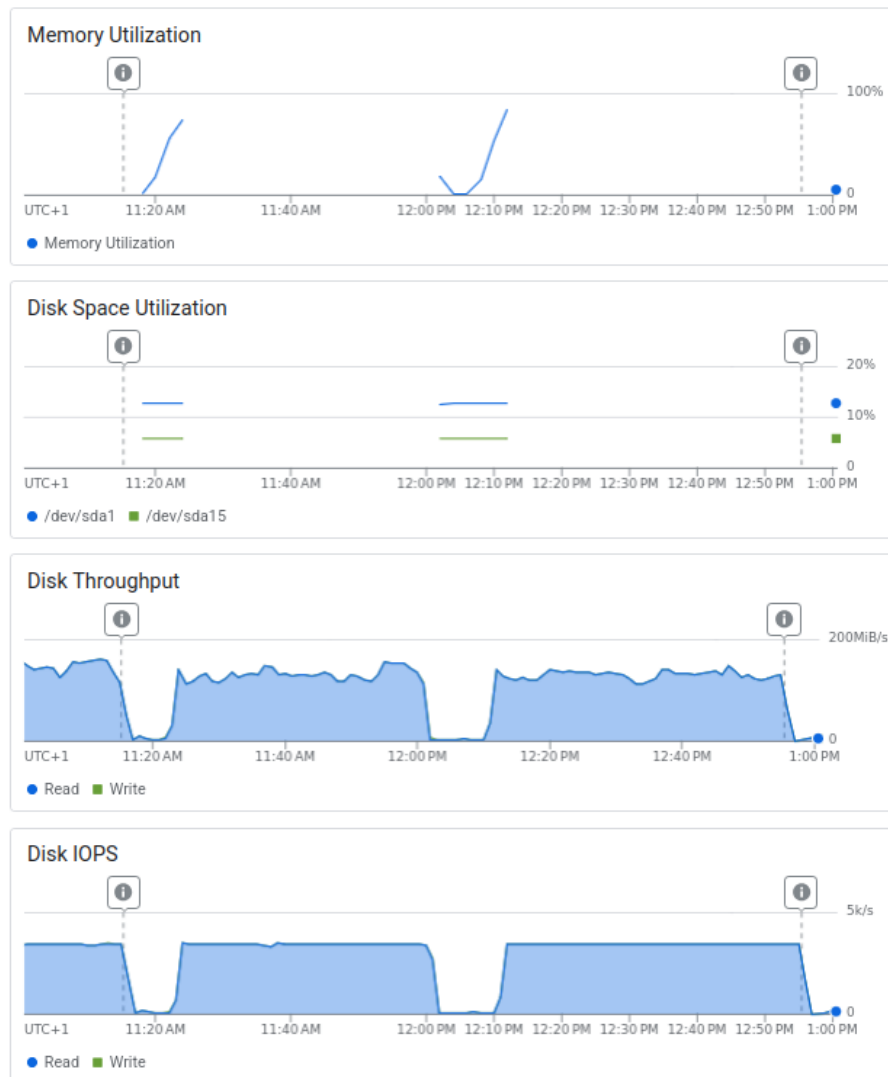 Memory Utilization
100%
0
UTC+1 11:20 AM 11:40 AM 12:00 PM 12:10 PM 12:20 PM 12:30 PM 12:40 PM 12:50 PM 1:00 PM
Memory Utilization
Disk Space Utilization
20%
10%
0
UTC+1 11:20 AM 11:40 AM 12:00 PM 12:10 PM 12:20 PM 12:30 PM 12:40 PM 12:50 PM 1:00 PM
/dev/sda1 /dev/sda15
Disk Throughput
200MiB/s
0
UTC+1 11:20 AM 11:40 AM 12:00 PM 12:20 PM 12:40 PM 1:00 PM
Read Write
Disk IOPS
5k/s
0
UTC+1 11:20 AM 11:40 AM 12:00 PM 12:10 PM 12:20 PM 12:30 PM 12:40 PM 12:50 PM 1:00 PM
Read Write